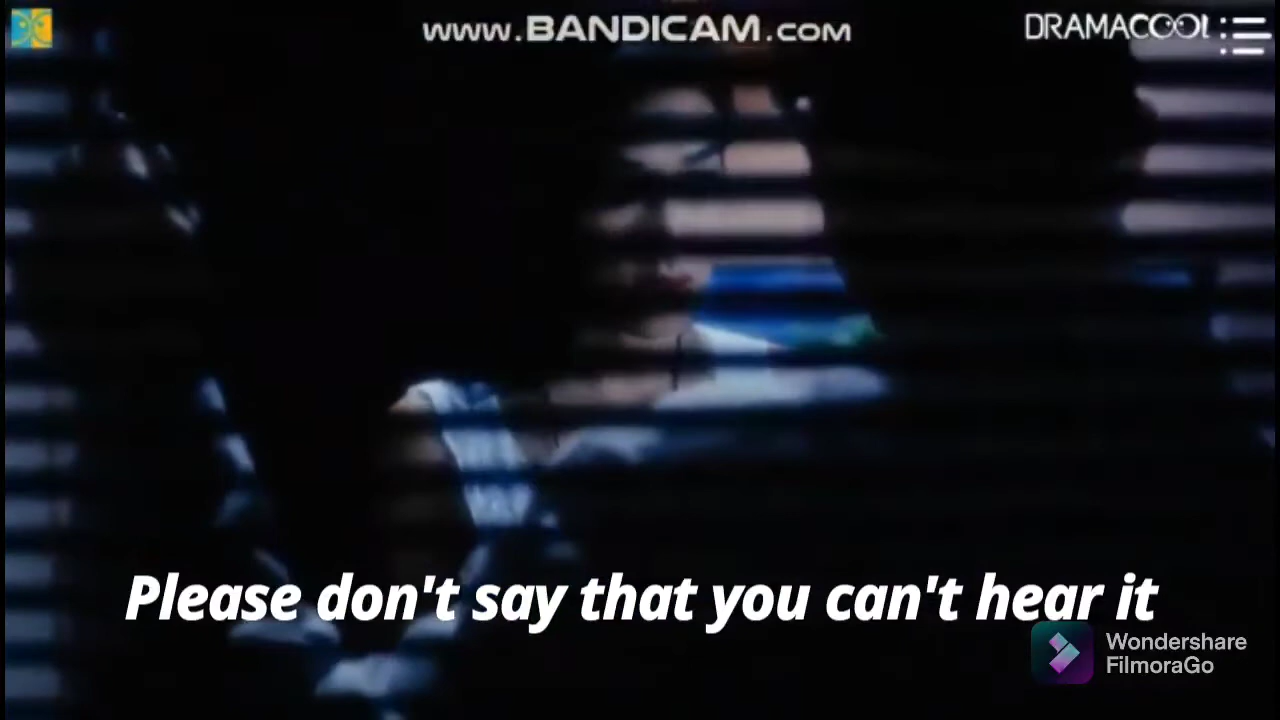 www.BANDICAM.com
DRAMACOOL
Please don't say that you can't hear it
Wondershare
FilmoraGo